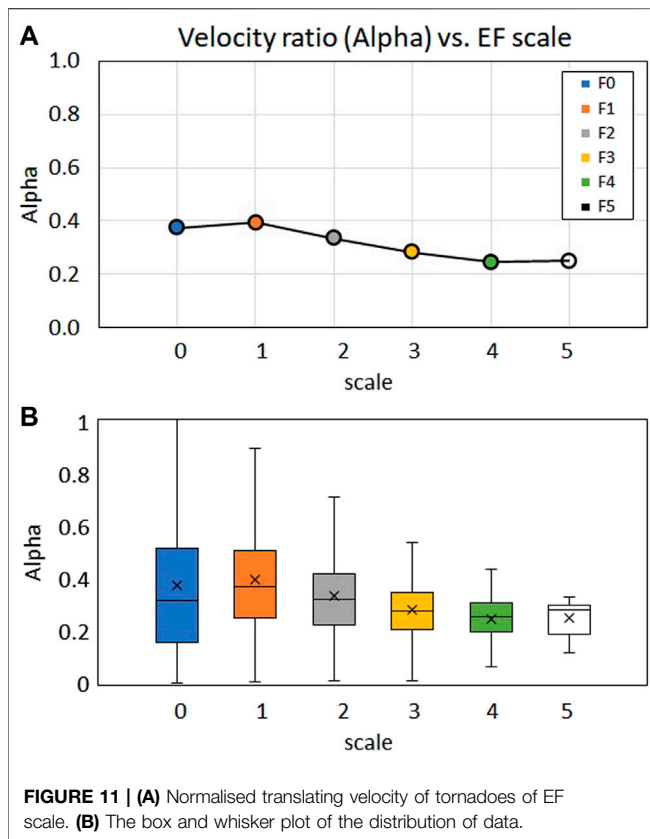 A
Velocity ratio (Alpha) vs. EF scale
1.0
0.8
0.6
0.4
0.2
0.0
Alpha
F0
F1
F2
F3
F4
F5
0 1 2 3 4 5
scale
B
1
0.8
0.6
0.4
0.2
0
Alpha
0 1 2 3 4 5
scale
FIGURE 11 | (A) Normalised translating velocity of tornadoes of EF
scale. (B) The box and whisker plot of the distribution of data.